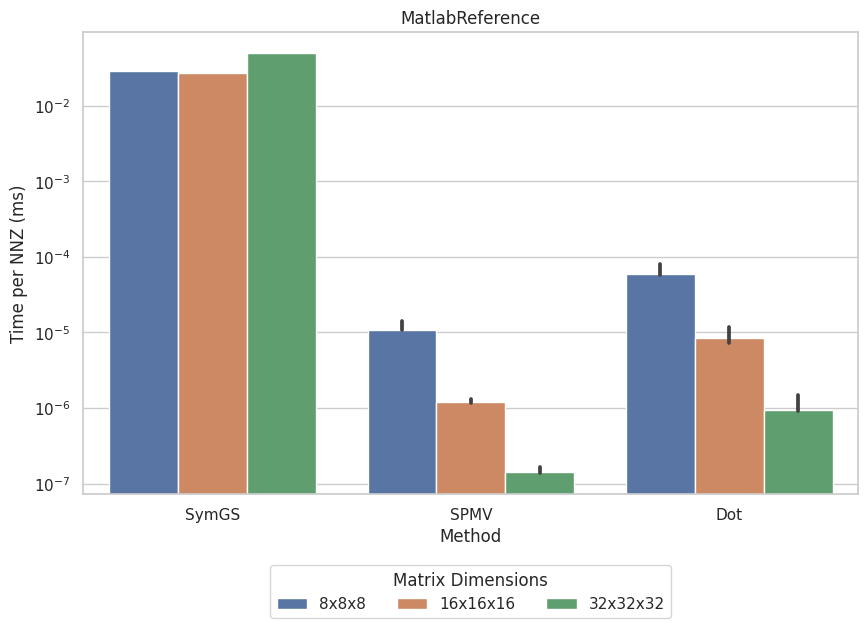 MatlabReference
Time per NNZ (ms)
10⁻²
10⁻³
10⁻⁴
10⁻⁵
10⁻⁶
10⁻⁷
SymGS SPMV Dot
Method
Matrix Dimensions
8x8x8 16x16x16 32x32x32